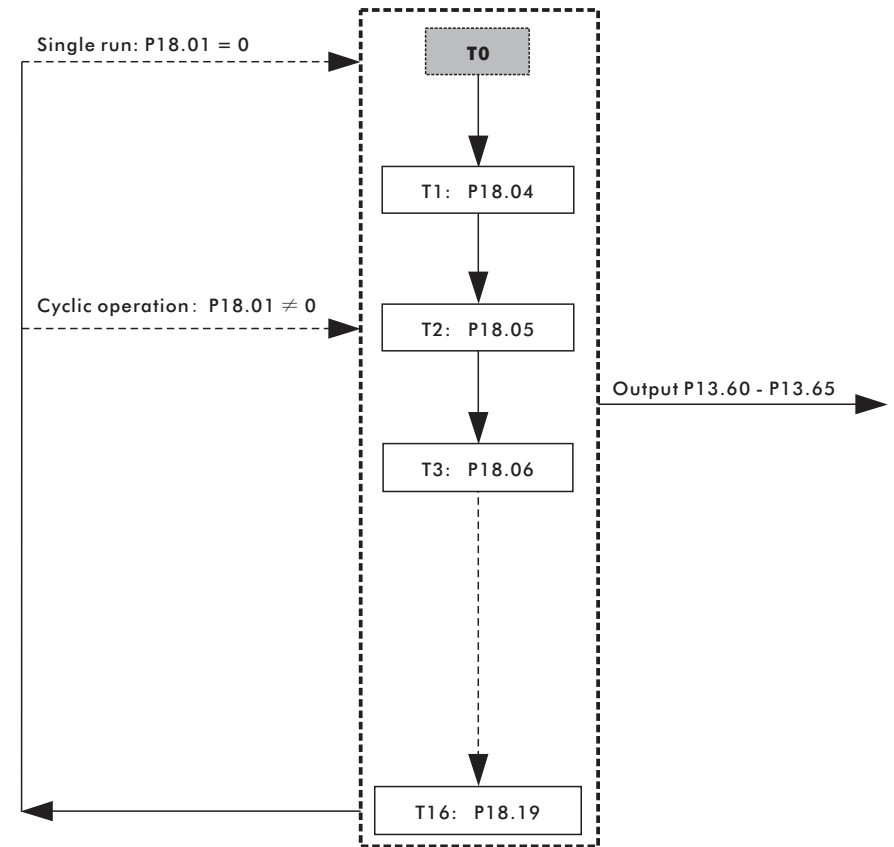 Single run: P18.01 = 0
T0
T1: P18.04
Cyclic operation: P18.01 ≠ 0
T2: P18.05
Output P13.60 - P13.65
T3: P18.06
T16: P18.19